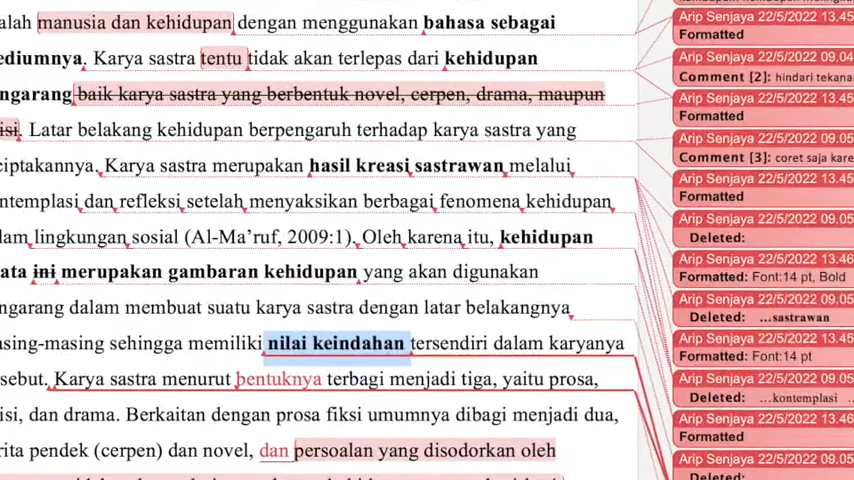 alah manusia dan kehidupan dengan menggunakan bahasa sebagai
ediumnya. Karya sastra tentu tidak akan terlepas dari kehidupan
ngarang baik karya sastra yang berbentuk novel, cerpen, drama, maupun
isi. Latar belakang kehidupan berpengaruh terhadap karya sastra yang
ciptakannya. Karya sastra merupakan hasil kreasi sastrawan melalui
ntemplasi dan refleksi setelah menyaksikan berbagai fenomena kehidupan
lam lingkungan sosial (Al-Ma'ruf, 2009:1). Oleh karena itu, kehidupan
ata ini merupakan gambaran kehidupan yang akan digunakan
ngarang dalam membuat suatu karya sastra dengan latar belakangnya
asing-masing sehingga memiliki nilai keindahan tersendiri dalam karyanya
sebut. Karya sastra menurut bentuknya terbagi menjadi tiga, yaitu prosa,
isi, dan drama. Berkaitan dengan prosa fiksi umumnya dibagi menjadi dua,
rita pendek (cerpen) dan novel, dan persoalan yang disodorkan oleh
Arip Senjaya 22/5/2022 13.45
Formatted
Arip Senjaya 22/5/2022 09.04
Comment [2]: hindari tekana
Arip Senjaya 22/5/2022 13.45
Formatted
Arip Senjaya 22/5/2022 09.05
Comment [3]: coret saja kare
Arip Senjaya 22/5/2022 13.45
Formatted
Arip Senjaya 22/5/2022 09.05
Deleted:
Arip Senjaya 22/5/2022 13.46
Formatted: Font:14 pt, Bold
Arip Senjaya 22/5/2022 09.05
Deleted: ...sastrawan
Arip Senjaya 22/5/2022 13.45
Formatted: Font:14 pt
Arip Senjaya 22/5/2022 09.05
Deleted: ...kontemplasi ..
Arip Senjaya 22/5/2022 13.46
Formatted
Arip Senjaya 22/5/2022 09.05
Deleted: